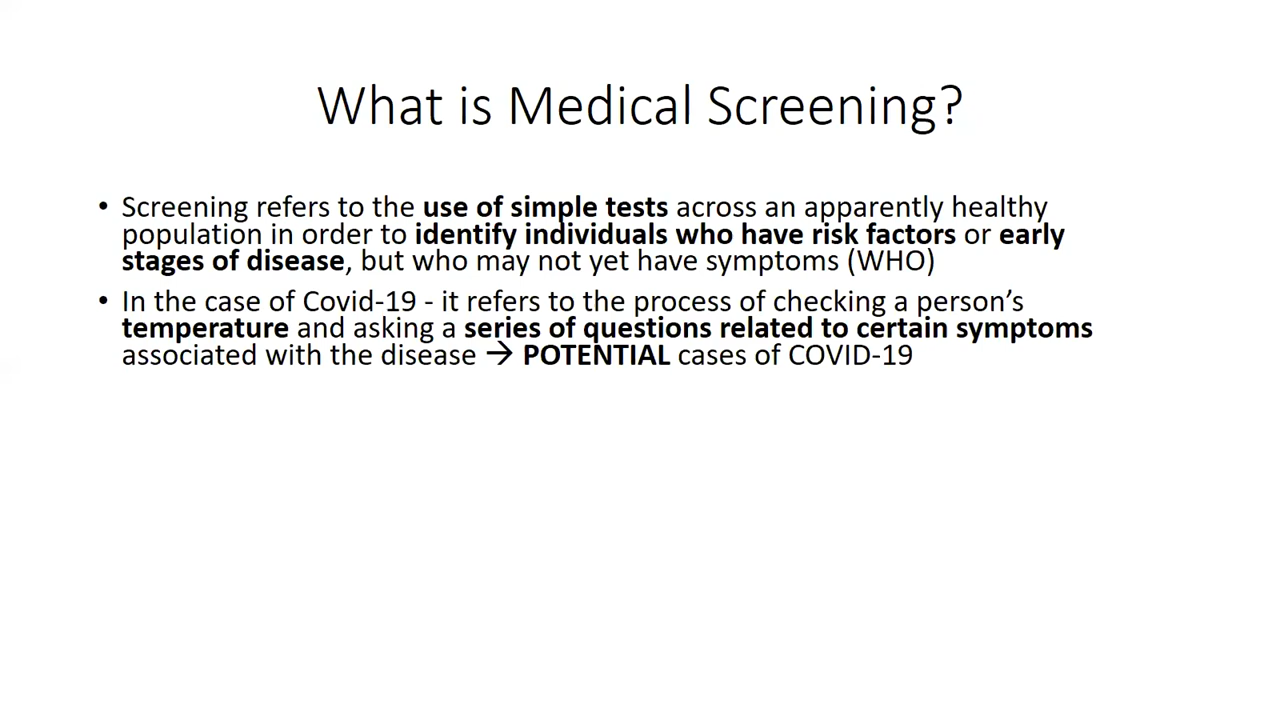 What is Medical Screening?
• Screening refers to the use of simple tests across an apparently healthy
population in order to identify individuals who have risk factors or early
stages of disease, but who may not yet have symptoms (WHO)
• In the case of Covid-19 - it refers to the process of checking a person’s
temperature and asking a series of questions related to certain symptoms
associated with the disease → POTENTIAL cases of COVID-19